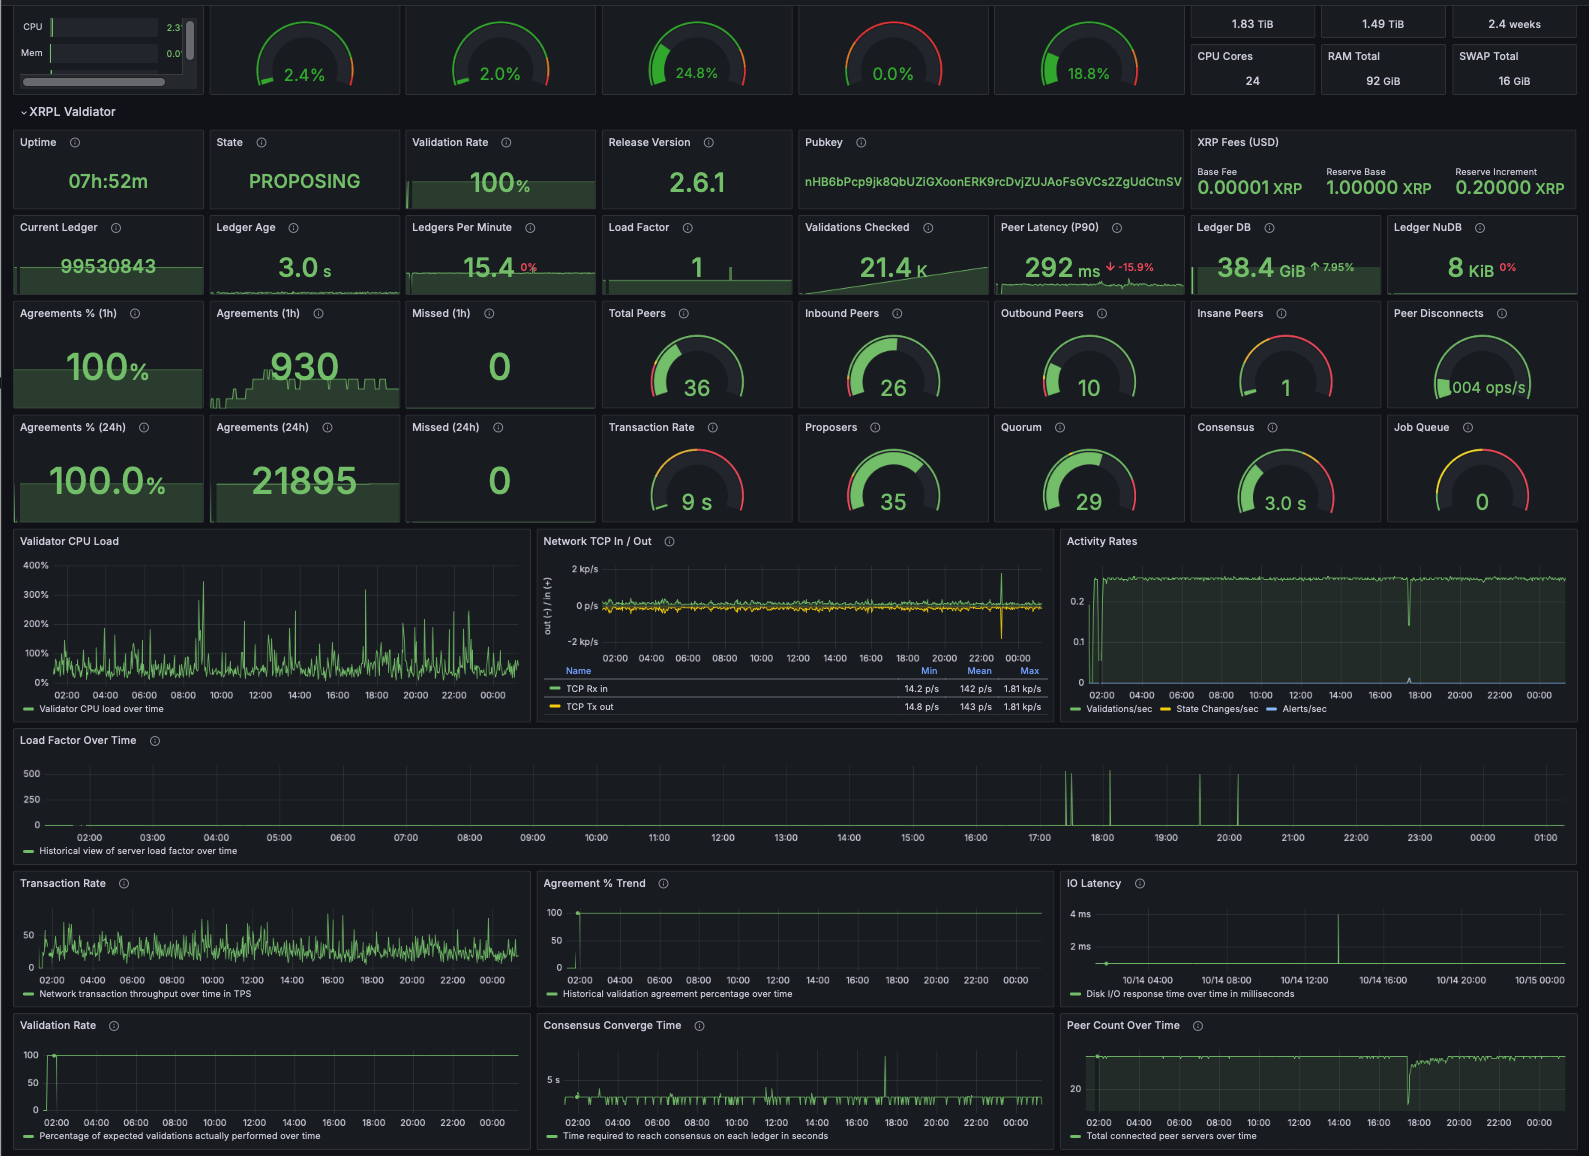 CPU
2.3
Mem
0.0
2.4%
2.0%
24.8%
0.0%
18.8%
1.83 TiB
1.49 TiB
2.4 weeks
CPU Cores
24
RAM Total
92 GiB
SWAP Total
16 GiB
XRPL Valdiator
Uptime
07h:52m
State
PROPOSING
Validation Rate
100%
Release Version
2.6.1
Pubkey
nHB6bPcp9jk8QbUZiGXoonERK9rcDvjZUJAoFsGVCs2ZgUdCtnSV
XRP Fees (USD)
Base Fee
0.00001 XRP
Reserve Base
1.00000 XRP
Reserve Increment
0.20000 XRP
Current Ledger
99530843
Ledger Age
3.0 s
Ledgers Per Minute
15.4 0%
Load Factor
1
Validations Checked
21.4 K
Peer Latency (P90)
292 ms ↓ -15.9%
Ledger DB
38.4 GiB ↑ 7.95%
Ledger NuDB
8 KiB 0%
Agreements % (1h)
100%
Agreements (1h)
930
Missed (1h)
0
Total Peers
36
Inbound Peers
26
Outbound Peers
10
Insane Peers
1
Peer Disconnects
004 ops/s
Agreements % (24h)
100.0%
Agreements (24h)
21895
Missed (24h)
0
Transaction Rate
9 s
Proposers
35
Quorum
29
Consensus
3.0 s
Job Queue
0
Validator CPU Load
400%
300%
200%
100%
0%
02:00 04:00 06:00 08:00 10:00 12:00 14:00 16:00 18:00 20:00 22:00 00:00
Validator CPU load over time
Network TCP In / Out
out (-) / in (+)
2 kp/s
0 p/s
-2 kp/s
02:00 04:00 06:00 08:00 10:00 12:00 14:00 16:00 18:00 20:00 22:00 00:00
Name Min Mean Max
TCP Rx in 14.2 p/s 142 p/s 1.81 kp/s
TCP Tx out 14.8 p/s 143 p/s 1.81 kp/s
Activity Rates
0.2
0.1
0
02:00 04:00 06:00 08:00 10:00 12:00 14:00 16:00 18:00 20:00 22:00 00:00
Validations/sec State Changes/sec Alerts/sec
Load Factor Over Time
500
250
0
02:00 03:00 04:00 05:00 06:00 07:00 08:00 09:00 10:00 11:00 12:00 13:00 14:00 15:00 16:00 17:00 18:00 19:00 20:00 21:00 22:00 23:00 00:00 01:00
Historical view of server load factor over time
Transaction Rate
50
0
02:00 04:00 06:00 08:00 10:00 12:00 14:00 16:00 18:00 20:00 22:00 00:00
Network transaction throughput over time in TPS
Agreement % Trend
100
50
0
02:00 04:00 06:00 08:00 10:00 12:00 14:00 16:00 18:00 20:00 22:00 00:00
Historical validation agreement percentage over time
IO Latency
4 ms
2 ms
10/14 04:00 10/14 08:00 10/14 12:00 10/14 16:00 10/14 20:00 10/15 00:00
Disk I/O response time over time in milliseconds
Validation Rate
100
50
0
02:00 04:00 06:00 08:00 10:00 12:00 14:00 16:00 18:00 20:00 22:00 00:00
Percentage of expected validations actually performed over time
Consensus Converge Time
5 s
02:00 04:00 06:00 08:00 10:00 12:00 14:00 16:00 18:00 20:00 22:00 00:00
Time required to reach consensus on each ledger in seconds
Peer Count Over Time
20
02:00 04:00 06:00 08:00 10:00 12:00 14:00 16:00 18:00 20:00 22:00 00:00
Total connected peer servers over time